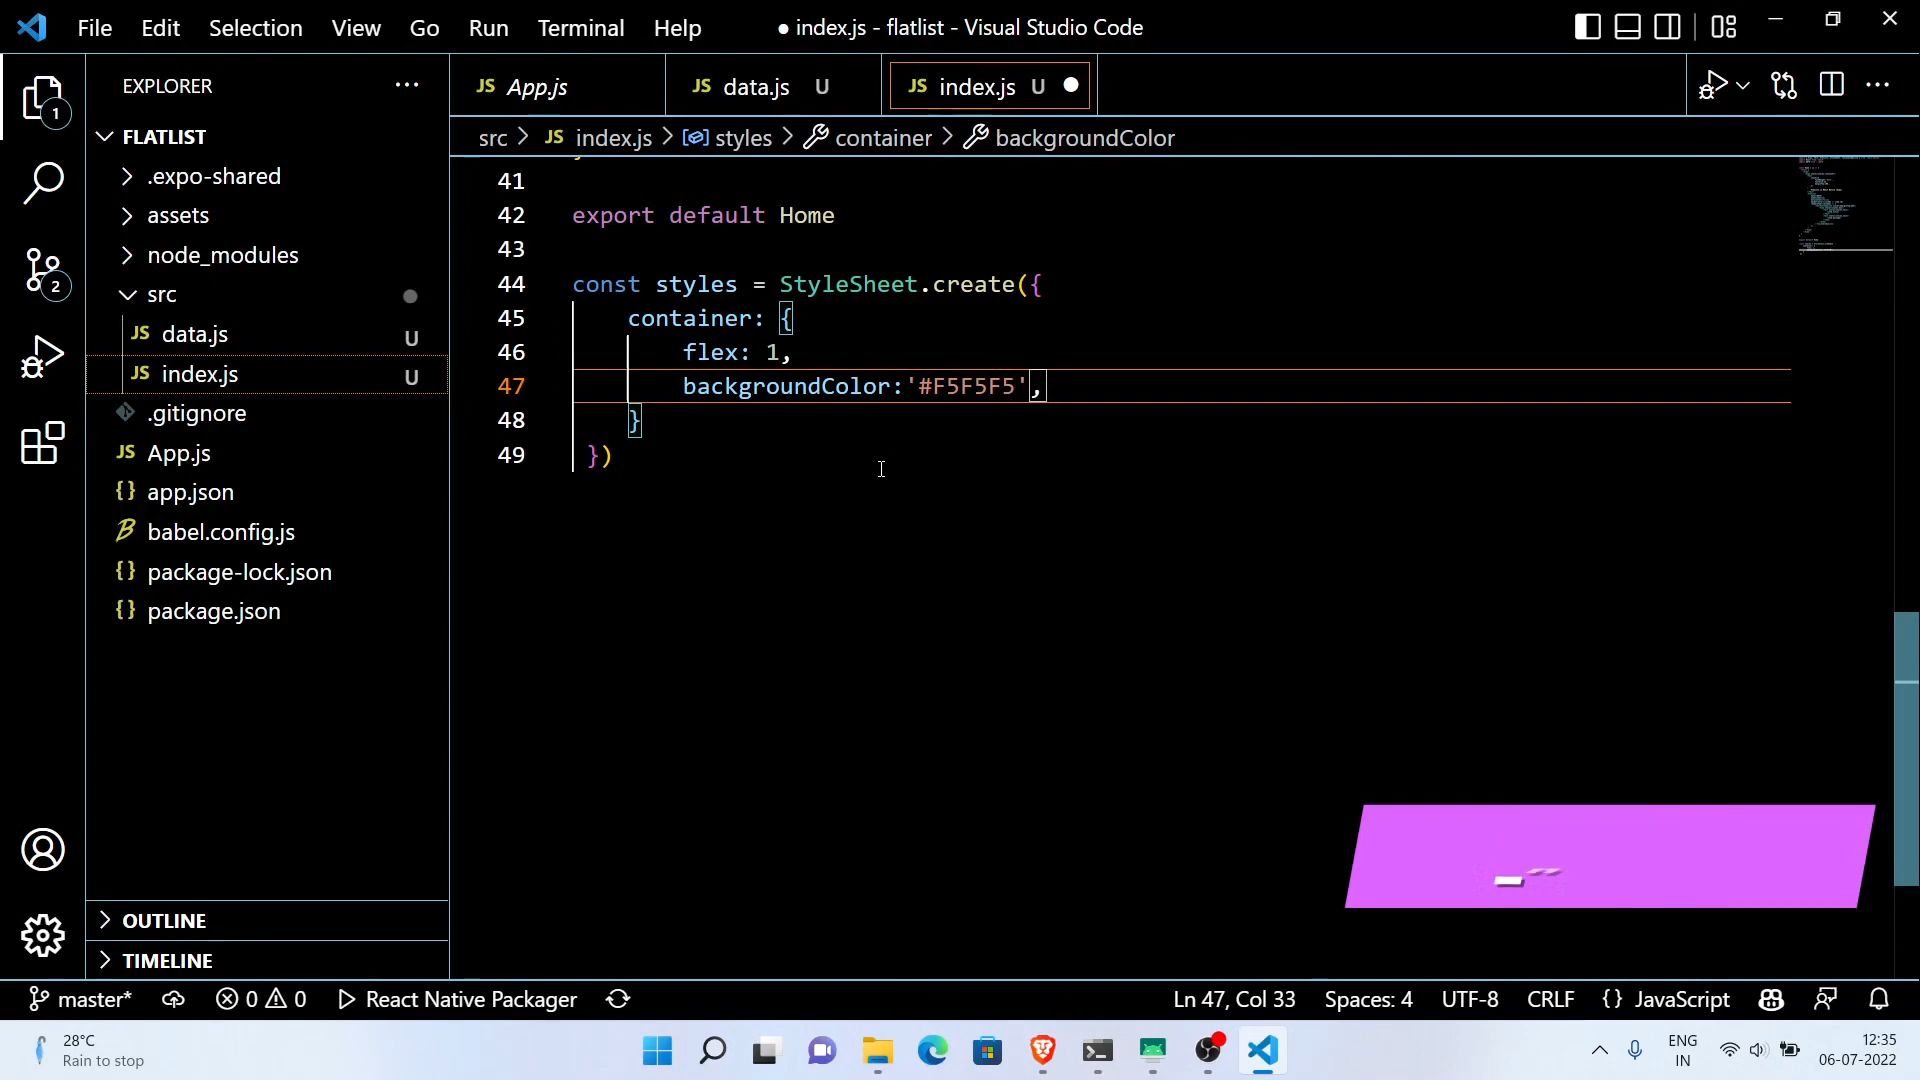 File Edit Selection View Go Run Terminal Help ● index.js - flatlist - Visual Studio Code
EXPLORER ···
JS App.js JS data.js U JS index.js U ●
1
src > JS index.js > styles > container > backgroundColor
FLATLIST
.expo-shared
assets
node_modules
src
JS data.js U
JS index.js U
.gitignore
JS App.js
{} app.json
babel.config.js
{} package-lock.json
{} package.json
2
41
42 export default Home
43
44 const styles = StyleSheet.create({
45 container: {
46 flex: 1,
47 backgroundColor:'#F5F5F5',
48 }
49 })
OUTLINE
TIMELINE
master* 0 0 React Native Packager Ln 47, Col 33 Spaces: 4 UTF-8 CRLF {} JavaScript
28°C
Rain to stop
ENG
IN
12:35
06-07-2022